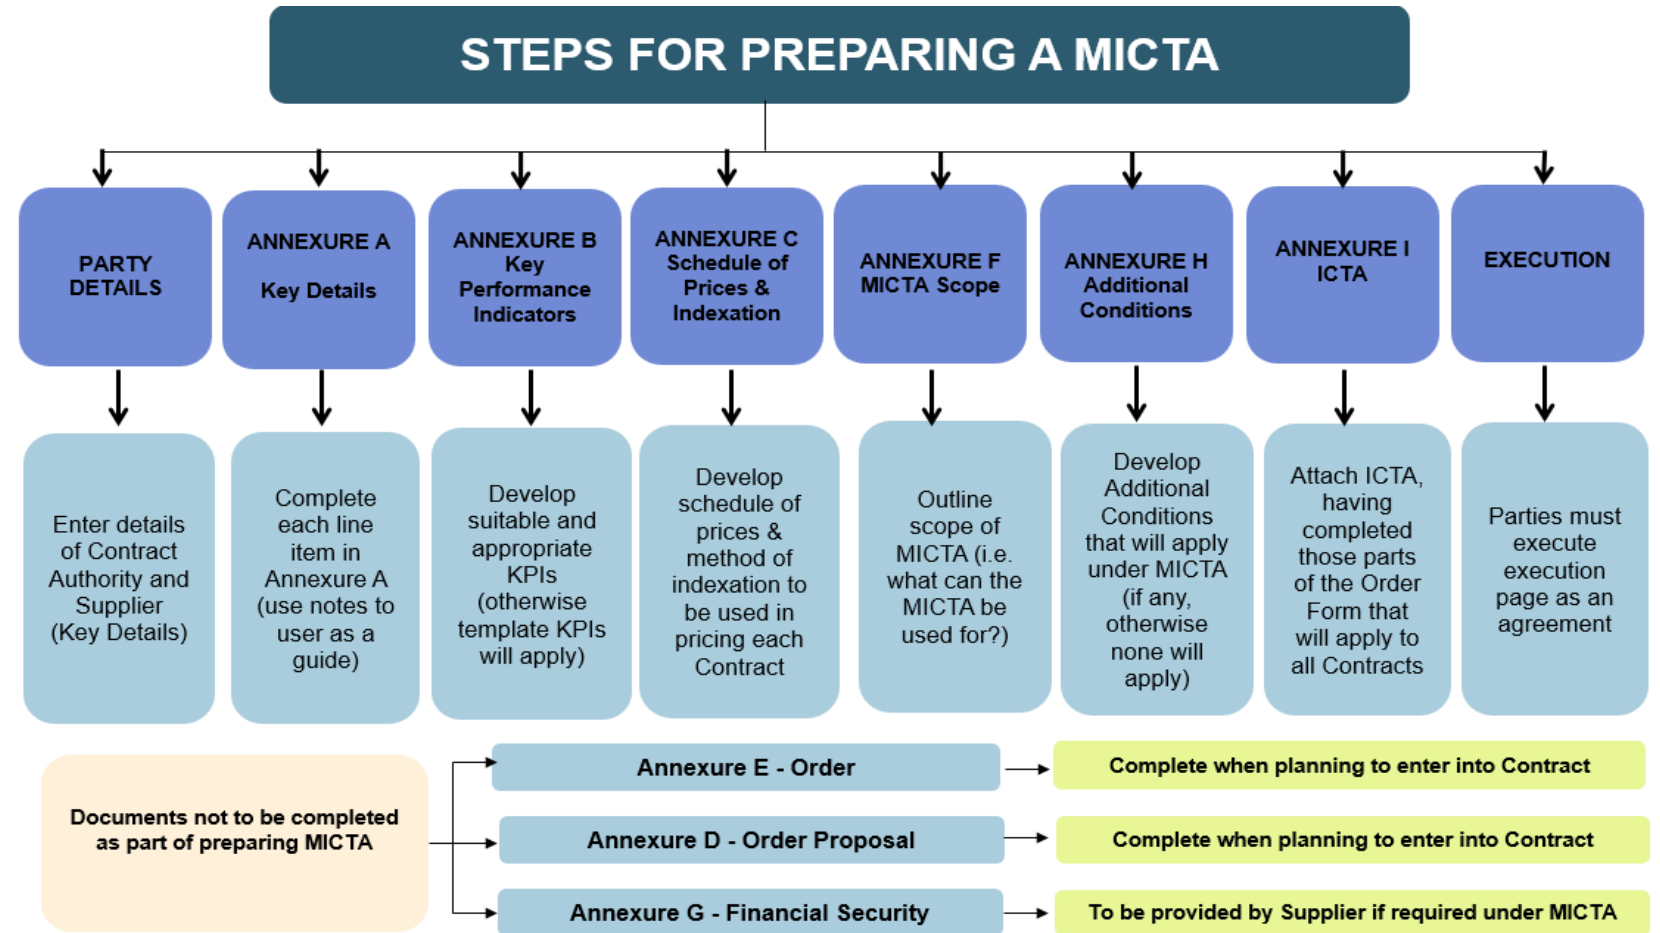 STEPS FOR PREPARING A MICTA
PARTY
DETAILS
ANNEXURE A
Key Details
ANNEXURE B
Key
Performance
Indicators
ANNEXURE C
Schedule of
Prices &
Indexation
ANNEXURE F
MICTA Scope
ANNEXURE H
Additional
Conditions
ANNEXURE I
ICTA
EXECUTION
Enter details
of Contract
Authority and
Supplier
(Key Details)
Complete
each line
item in
Annexure A
(use notes to
user as a
guide)
Develop
suitable and
appropriate
KPIs
(otherwise
template KPIs
will apply)
Develop
schedule of
prices &
method of
indexation to
be used in
pricing each
Contract
Outline
scope of
MICTA (i.e.
what can the
MICTA be
used for?)
Develop
Additional
Conditions
that will apply
under MICTA
(if any,
otherwise
none will
apply)
Attach ICTA,
having
completed
those parts
of the Order
Form that
will apply to
all Contracts
Parties must
execute
execution
page as an
agreement
Documents not to be completed
as part of preparing MICTA
Annexure E - Order
Complete when planning to enter into Contract
Annexure D - Order Proposal
Complete when planning to enter into Contract
Annexure G - Financial Security
To be provided by Supplier if required under MICTA